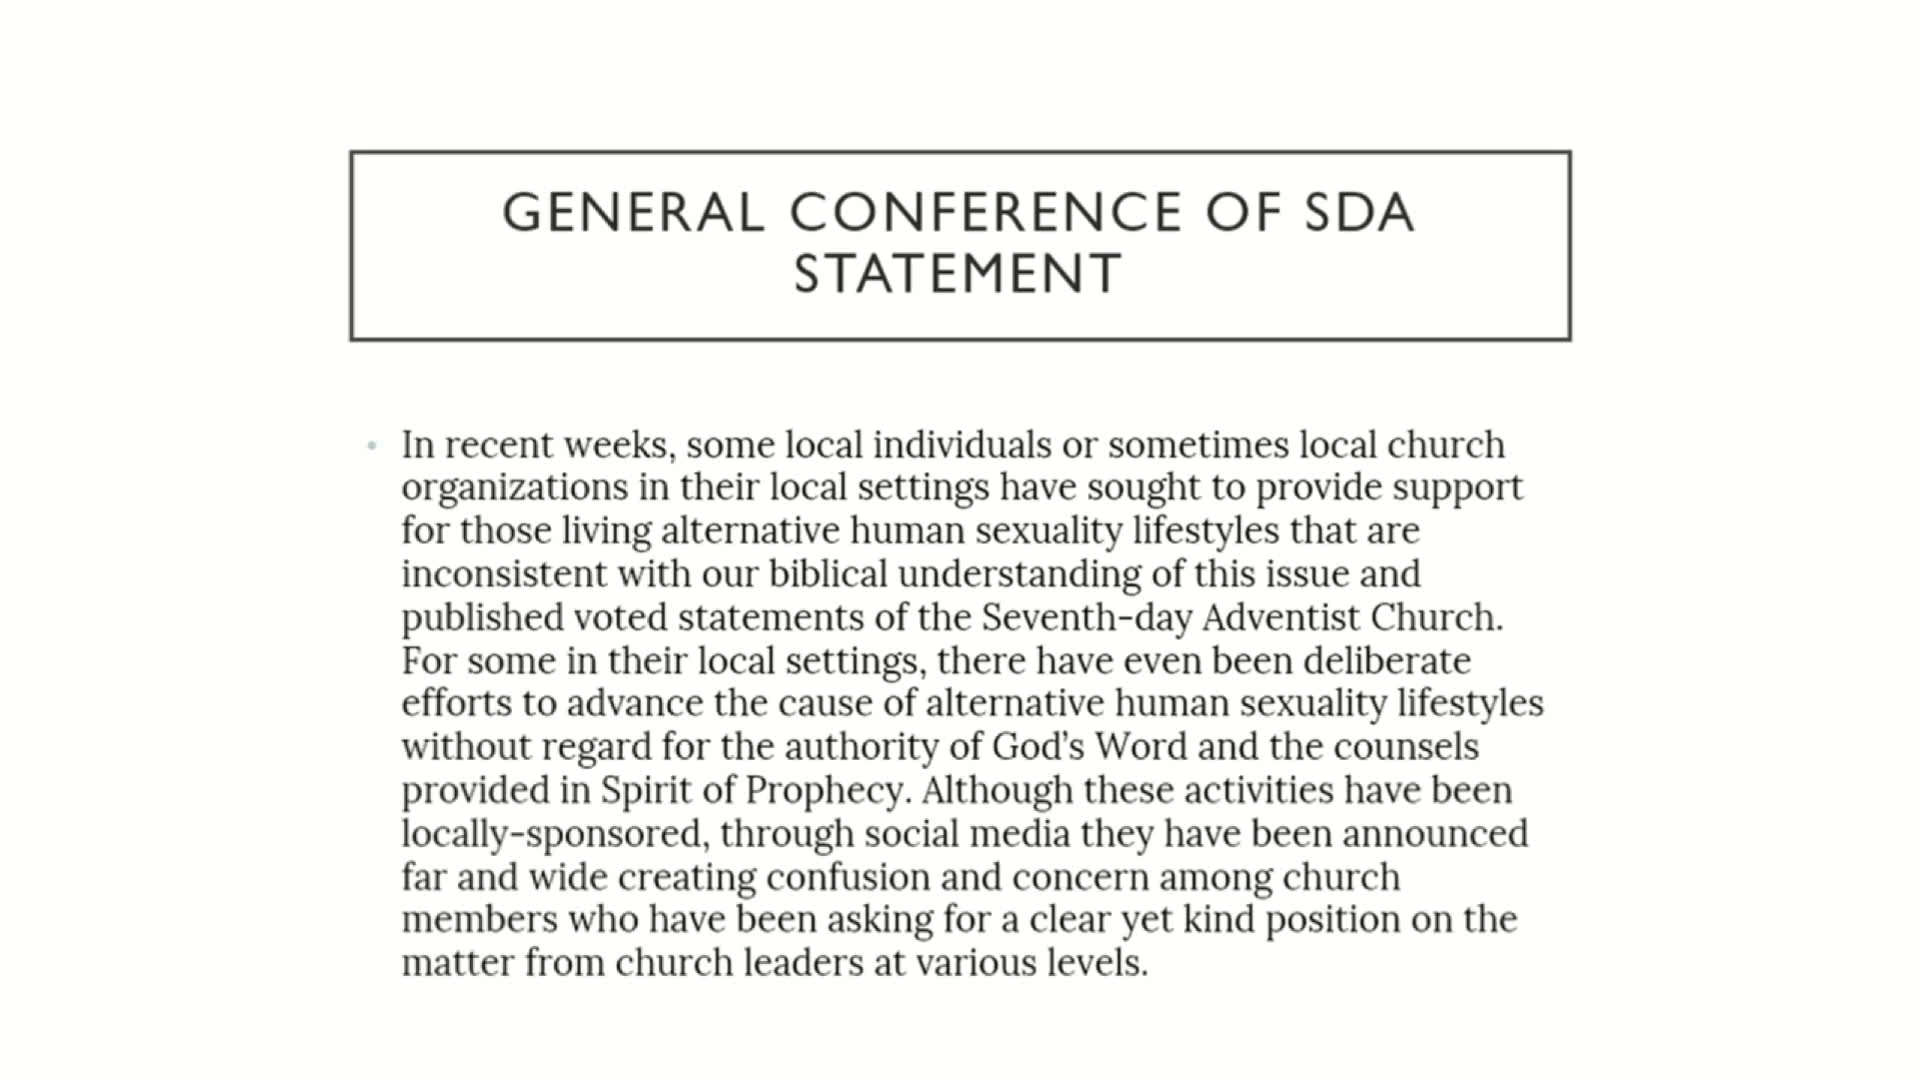 GENERAL CONFERENCE OF SDA
STATEMENT
• In recent weeks, some local individuals or sometimes local church
organizations in their local settings have sought to provide support
for those living alternative human sexuality lifestyles that are
inconsistent with our biblical understanding of this issue and
published voted statements of the Seventh-day Adventist Church.
For some in their local settings, there have even been deliberate
efforts to advance the cause of alternative human sexuality lifestyles
without regard for the authority of God’s Word and the counsels
provided in Spirit of Prophecy. Although these activities have been
locally-sponsored, through social media they have been announced
far and wide creating confusion and concern among church
members who have been asking for a clear yet kind position on the
matter from church leaders at various levels.